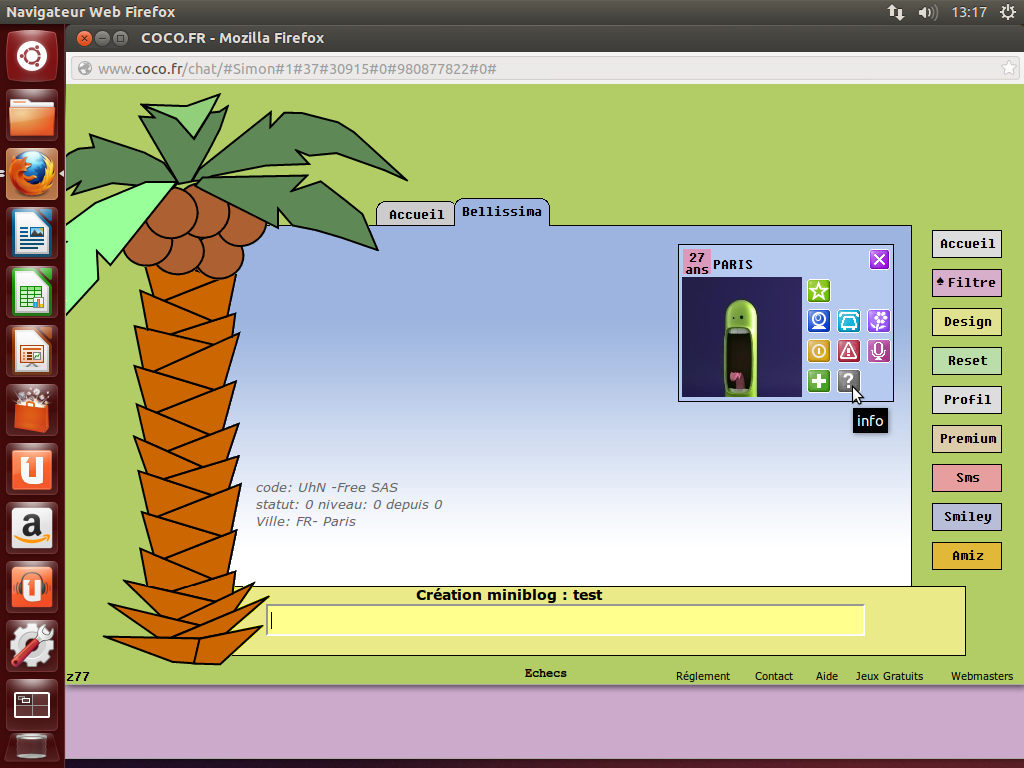 Navigateur Web Firefox
13:17
COCO.FR - Mozilla Firefox
www.coco.fr/chat/#Simon#1#37#30915#0#980877822#0#
Accueil
Bellissima
27 ans
PARIS
info
code: UhN -Free SAS
statut: 0 niveau: 0 depuis 0
Ville: FR- Paris
Accueil
Filtre
Design
Reset
Profil
Premium
Sms
Smiley
Amiz
Création miniblog : test
z77
Echecs
Réglement
Contact
Aide
Jeux Gratuits
Webmasters